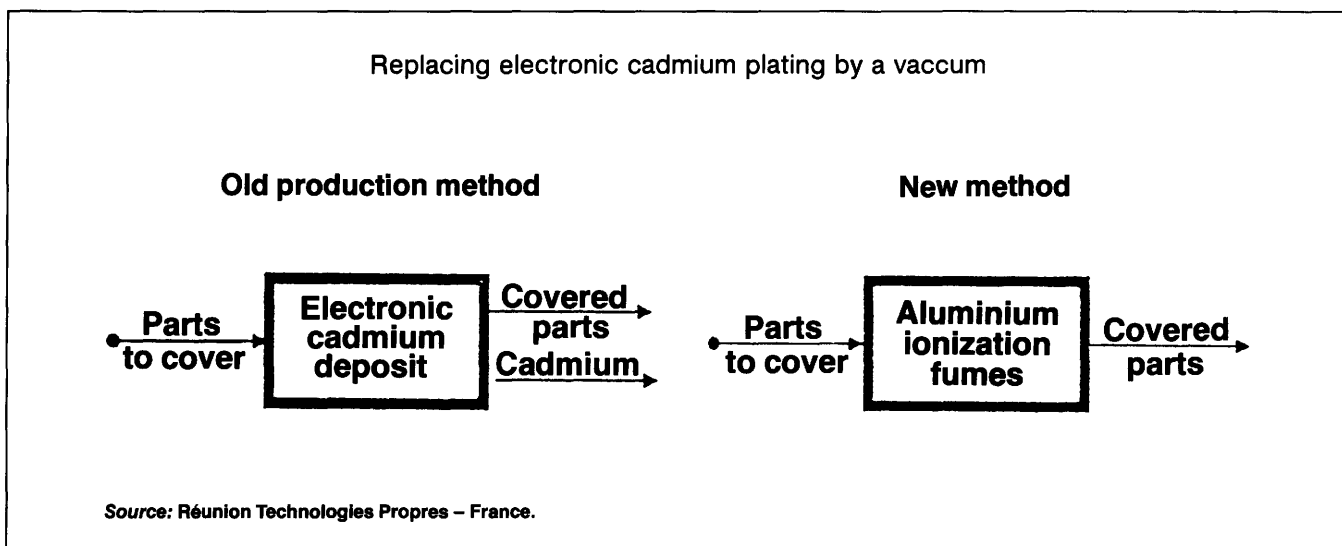 Replacing electronic cadmium plating by a vaccum
Old production method
Parts
to cover
Electronic
cadmium
deposit
Covered
parts
Cadmium
New method
Parts
to cover
Aluminium
ionization
fumes
Covered
parts
Source: Réunion Technologies Propres – France.